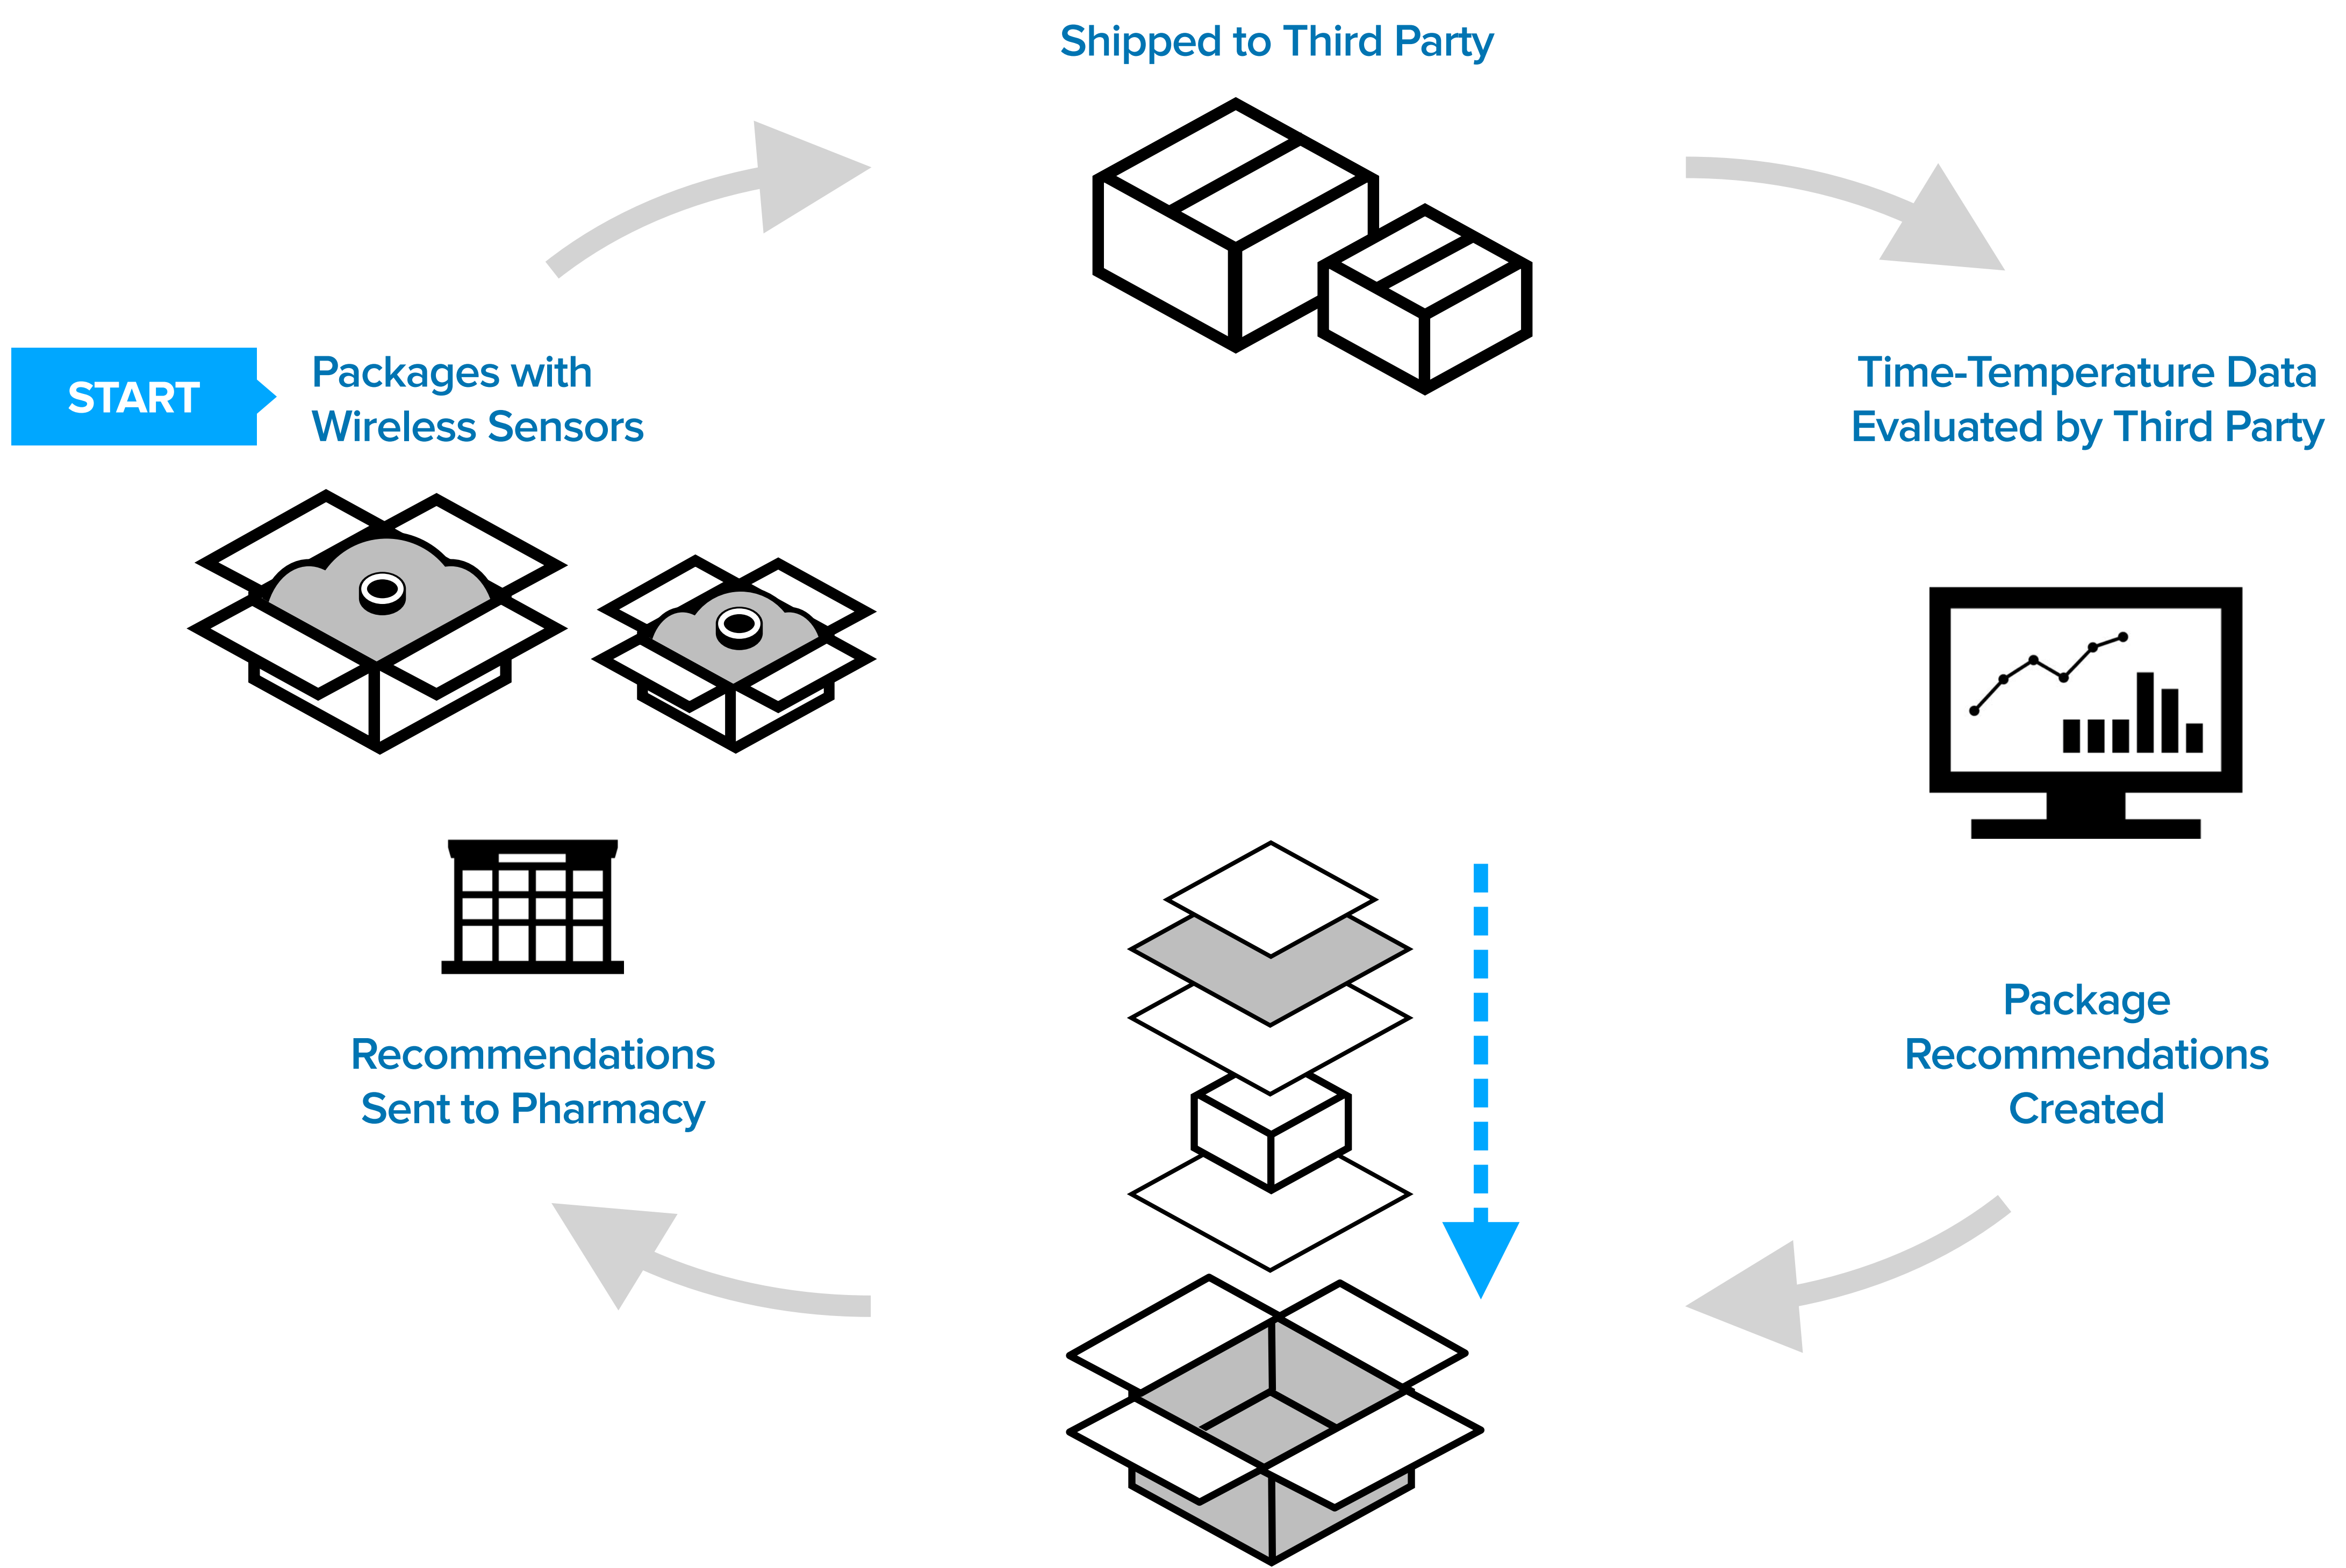 Shipped to Third Party
START
Packages with
Wireless Sensors
Time-Temperature Data
Evaluated by Third Party
Package
Recommendations
Created
Recommendations
Sent to Pharmacy